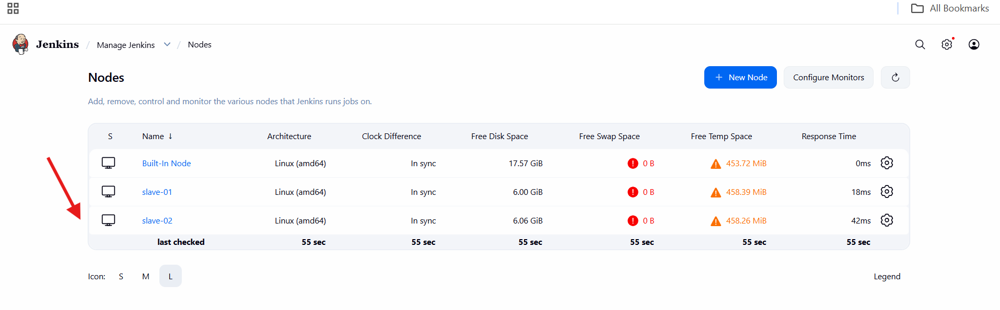 All Bookmarks
Jenkins / Manage Jenkins / Nodes
Nodes
+ New Node Configure Monitors
Add, remove, control and monitor the various nodes that Jenkins runs jobs on.
S Name ↓ Architecture Clock Difference Free Disk Space Free Swap Space Free Temp Space Response Time
Built-In Node Linux (amd64) In sync 17.57 GiB 0 B 453.72 MiB 0ms
slave-01 Linux (amd64) In sync 6.00 GiB 0 B 458.39 MiB 18ms
slave-02 Linux (amd64) In sync 6.06 GiB 0 B 458.26 MiB 42ms
last checked 55 sec 55 sec 55 sec 55 sec 55 sec 55 sec
Icon: S M L Legend